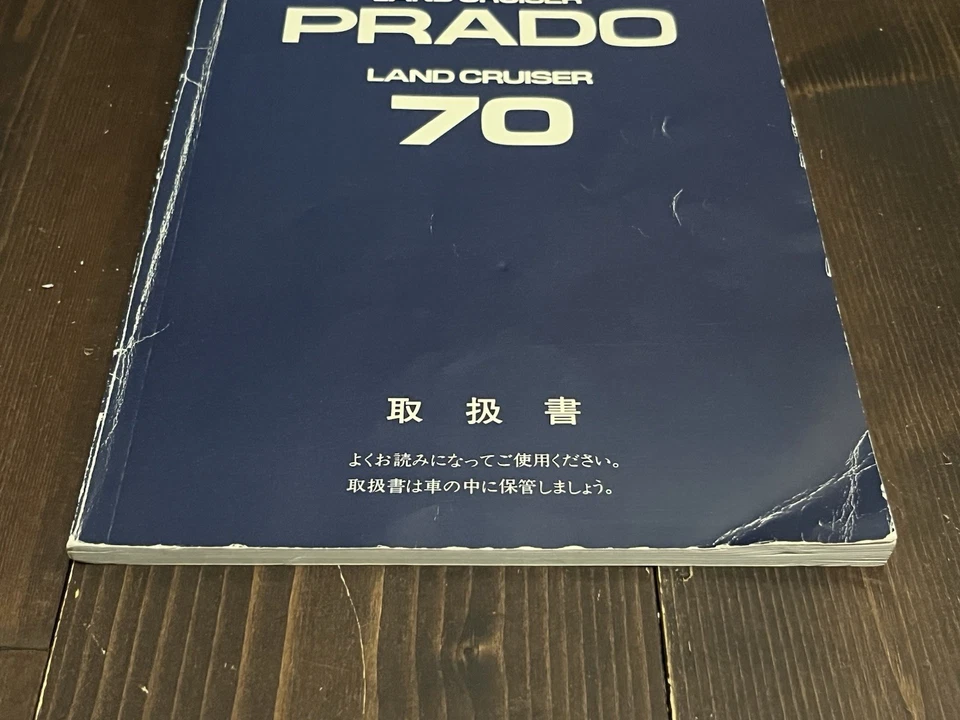 LAND CRUISER
PRADO
LAND CRUISER
70
取扱書
よくお読みになってご使用ください。
取扱書は車の中に保管しましょう。